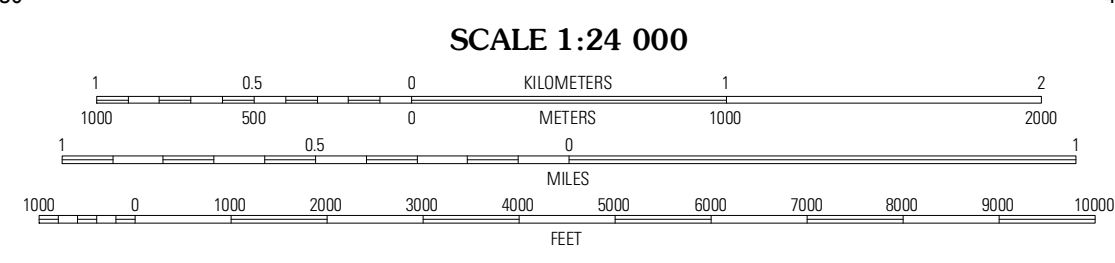 SCALE 1:24 000
1 0.5 0 KILOMETERS 1 2
1000 500 0 METERS 1000 2000
1 0.5 0 1
MILES
1000 0 1000 2000 3000 4000 5000 6000 7000 8000 9000 10000
FEET